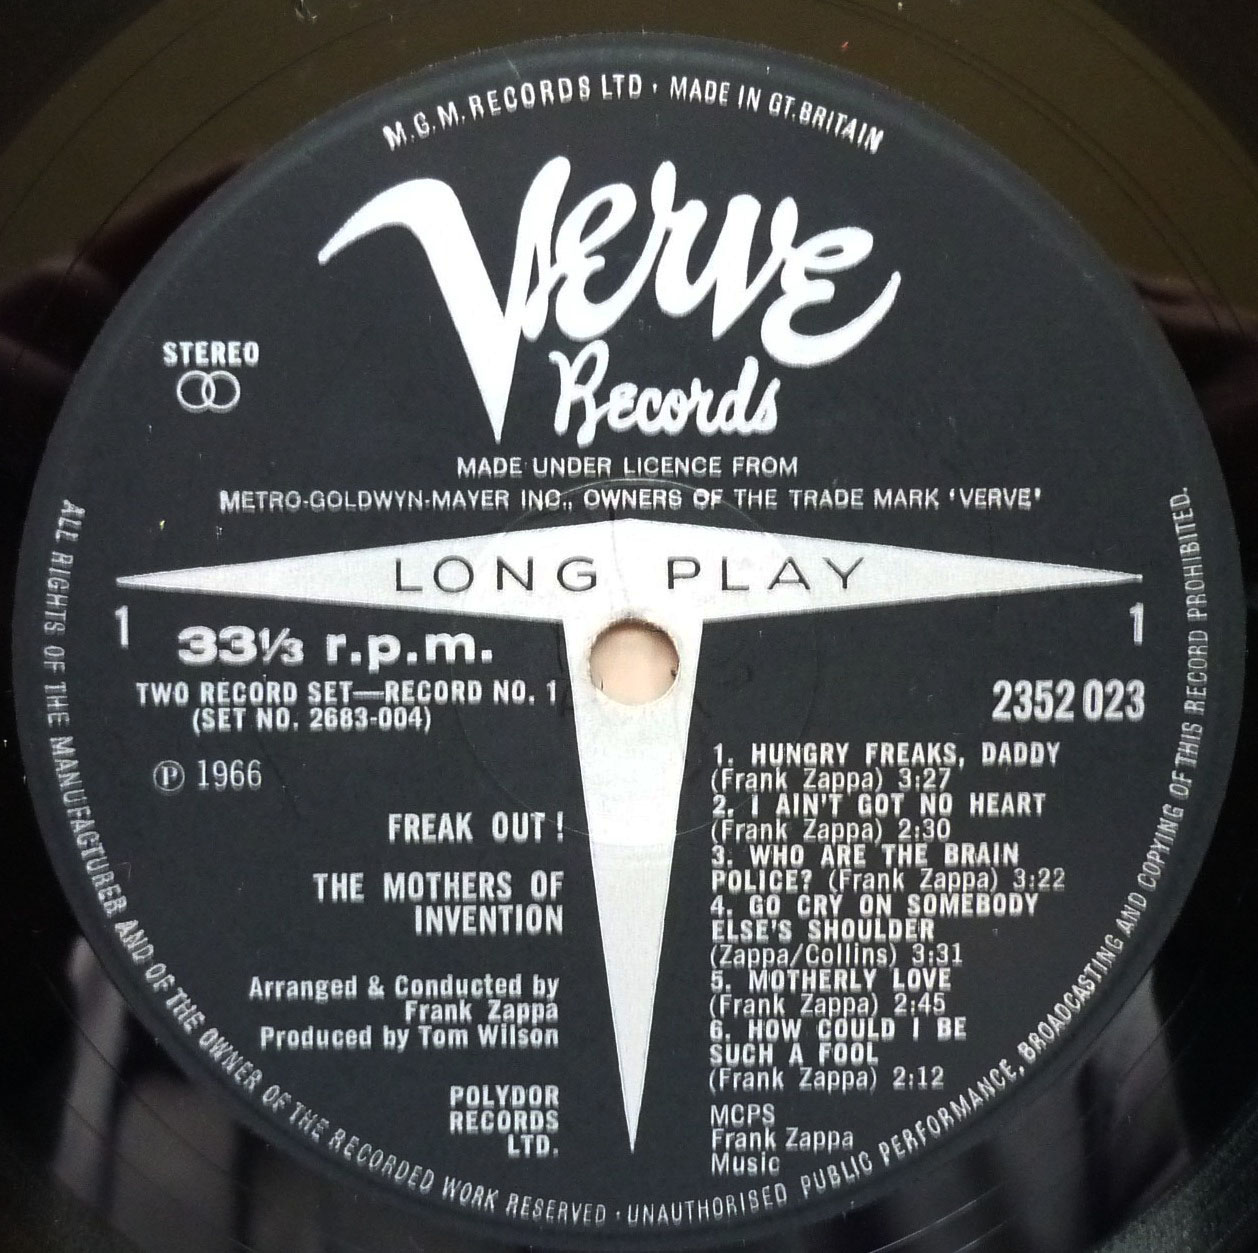 M.G.M. RECORDS LTD · MADE IN GT. BRITAIN
Verve
Records
STEREO
MADE UNDER LICENCE FROM
METRO-GOLDWYN-MAYER INC., OWNERS OF THE TRADE MARK 'VERVE'
LONG PLAY
1
1
33⅓ r.p.m.
TWO RECORD SET—RECORD NO. 1
(SET NO. 2683-004)
℗ 1966
FREAK OUT!
THE MOTHERS OF
INVENTION
Arranged & Conducted by
Frank Zappa
Produced by Tom Wilson
POLYDOR
RECORDS
LTD.
2352 023
1. HUNGRY FREAKS, DADDY
(Frank Zappa) 3:27
2. I AIN'T GOT NO HEART
(Frank Zappa) 2:30
3. WHO ARE THE BRAIN
POLICE? (Frank Zappa) 3:22
4. GO CRY ON SOMEBODY
ELSE'S SHOULDER
(Zappa/Collins) 3:31
5. MOTHERLY LOVE
(Frank Zappa) 2:45
6. HOW COULD I BE
SUCH A FOOL
(Frank Zappa) 2:12
MCPS
Frank Zappa
Music
ALL RIGHTS OF THE MANUFACTURER AND OF THE OWNER OF THE RECORDED WORK RESERVED · UNAUTHORISED PUBLIC PERFORMANCE, BROADCASTING AND COPYING OF THIS RECORD PROHIBITED.